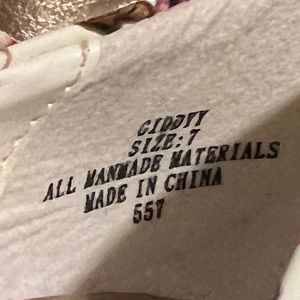 GIDDYY
SIZE:7
ALL MANMADE MATERIALS
MADE IN CHINA
557